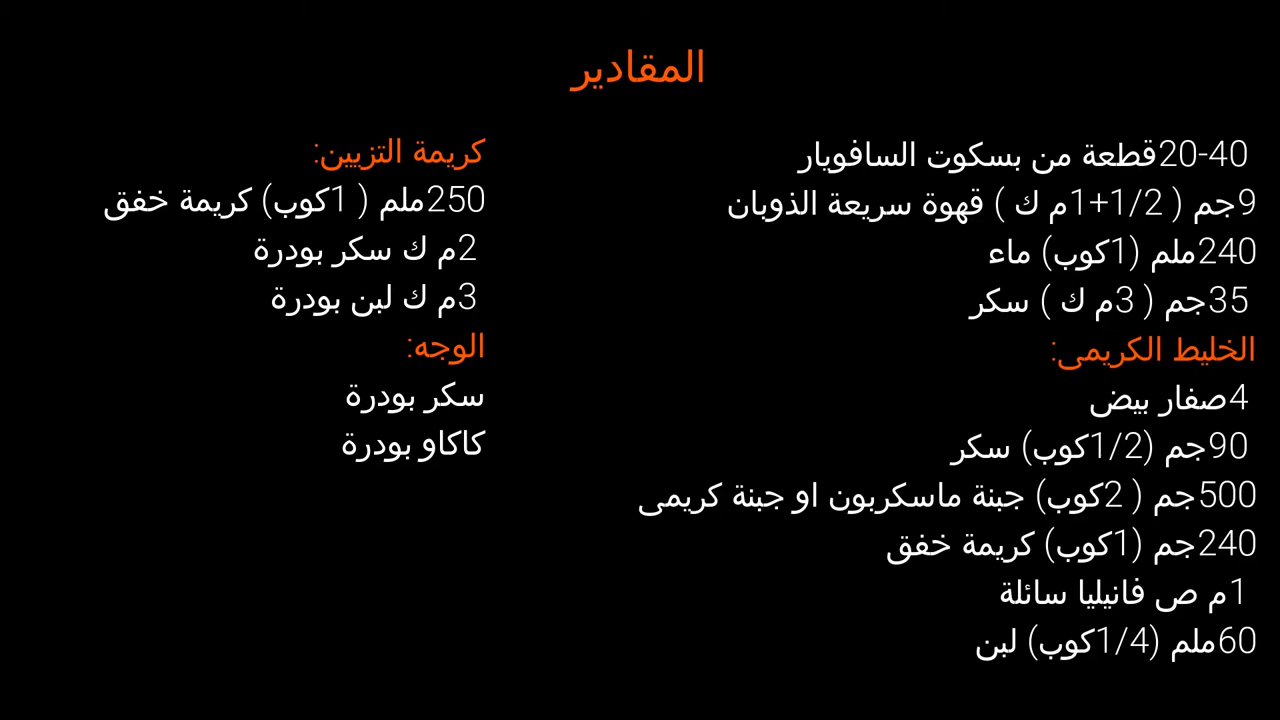 المقادير
20-40قطعة من بسكوت السافويار
9جم ( 1/2+1م ك ) قهوة سريعة الذوبان
240ملم (1كوب) ماء
35جم ( 3م ك ) سكر
الخليط الكريمى:
4صفار بيض
90جم (1/2كوب) سكر
500جم ( 2كوب) جبنة ماسكربون او جبنة كريمى
240جم (1كوب) كريمة خفق
1م ص فانيليا سائلة
60ملم (1/4كوب) لبن
كريمة التزيين:
250ملم ( 1كوب) كريمة خفق
2م ك سكر بودرة
3م ك لبن بودرة
الوجه:
سكر بودرة
كاكاو بودرة